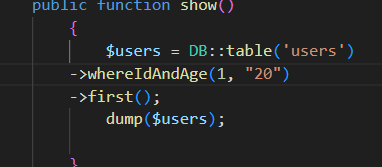 public function show()
{
$users = DB::table('users')
->whereIdAndAge(1, "20")
->first();
dump($users);
}